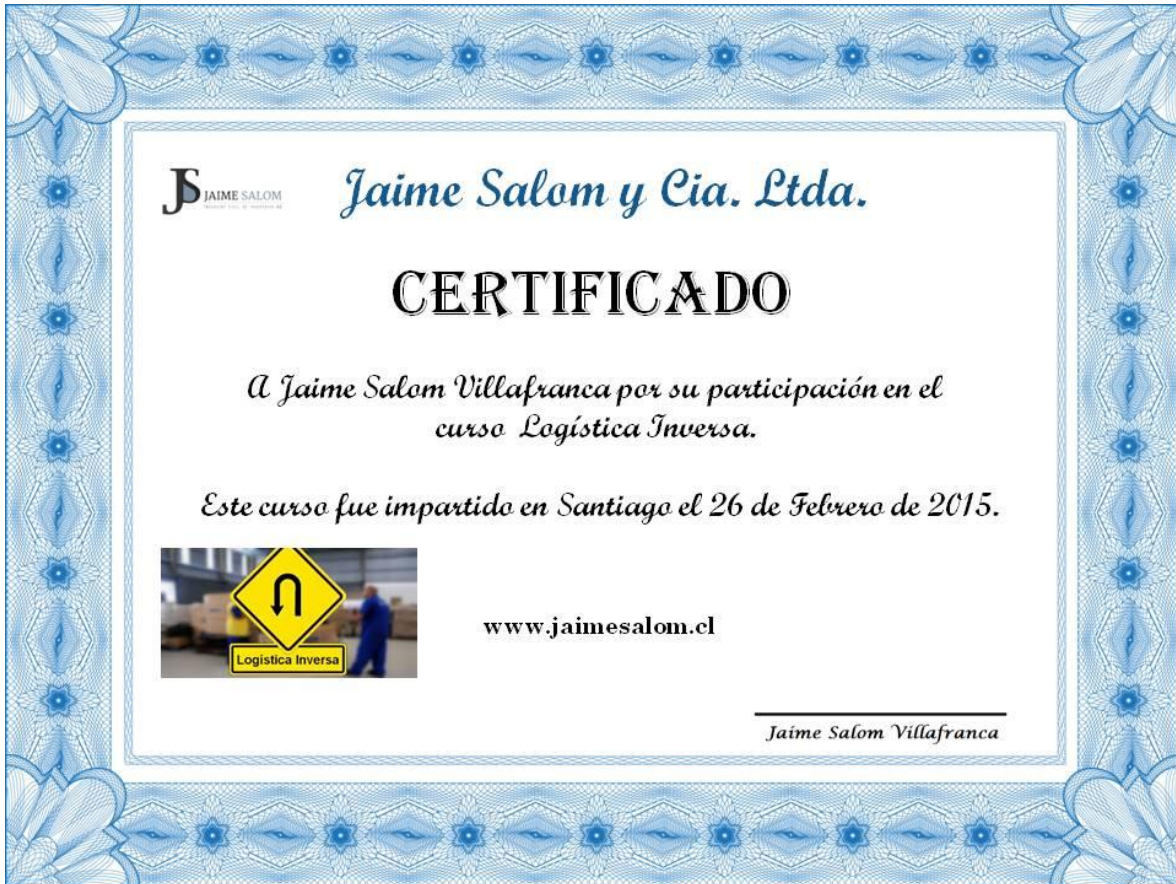 JS JAIME SALOM
Jaime Salom y Cia. Ltda.
CERTIFICADO
A Jaime Salom Villafranca por su participación en el
curso Logística Inversa.
Este curso fue impartido en Santiago el 26 de Febrero de 2015.
Logística Inversa
www.jaimesalom.cl
Jaime Salom Villafranca